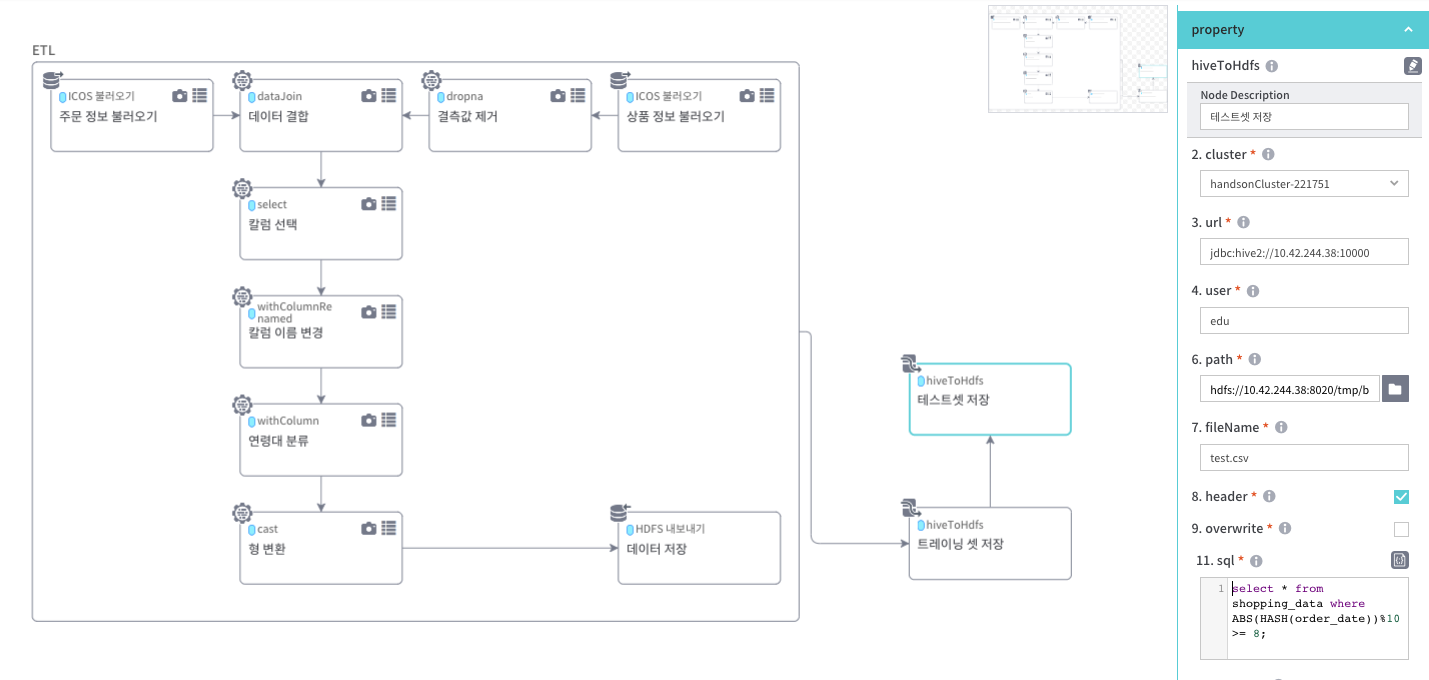 ETL
ICOS 불러오기
주문 정보 불러오기
dataJoin
데이터 결합
dropna
결측값 제거
ICOS 불러오기
상품 정보 불러오기
select
칼럼 선택
withColumnRe
named
칼럼 이름 변경
withColumn
연령대 분류
cast
형 변환
HDFS 내보내기
데이터 저장
hiveToHdfs
테스트셋 저장
hiveToHdfs
트레이닝 셋 저장
property
hiveToHdfs
Node Description
테스트셋 저장
2. cluster *
handsonCluster-221751
3. url *
jdbc:hive2://10.42.244.38:10000
4. user *
edu
6. path *
hdfs://10.42.244.38:8020/tmp/b
7. fileName *
test.csv
8. header *
9. overwrite *
11. sql *
1 select * from
shopping_data where
ABS(HASH(order_date))%10
>= 8;